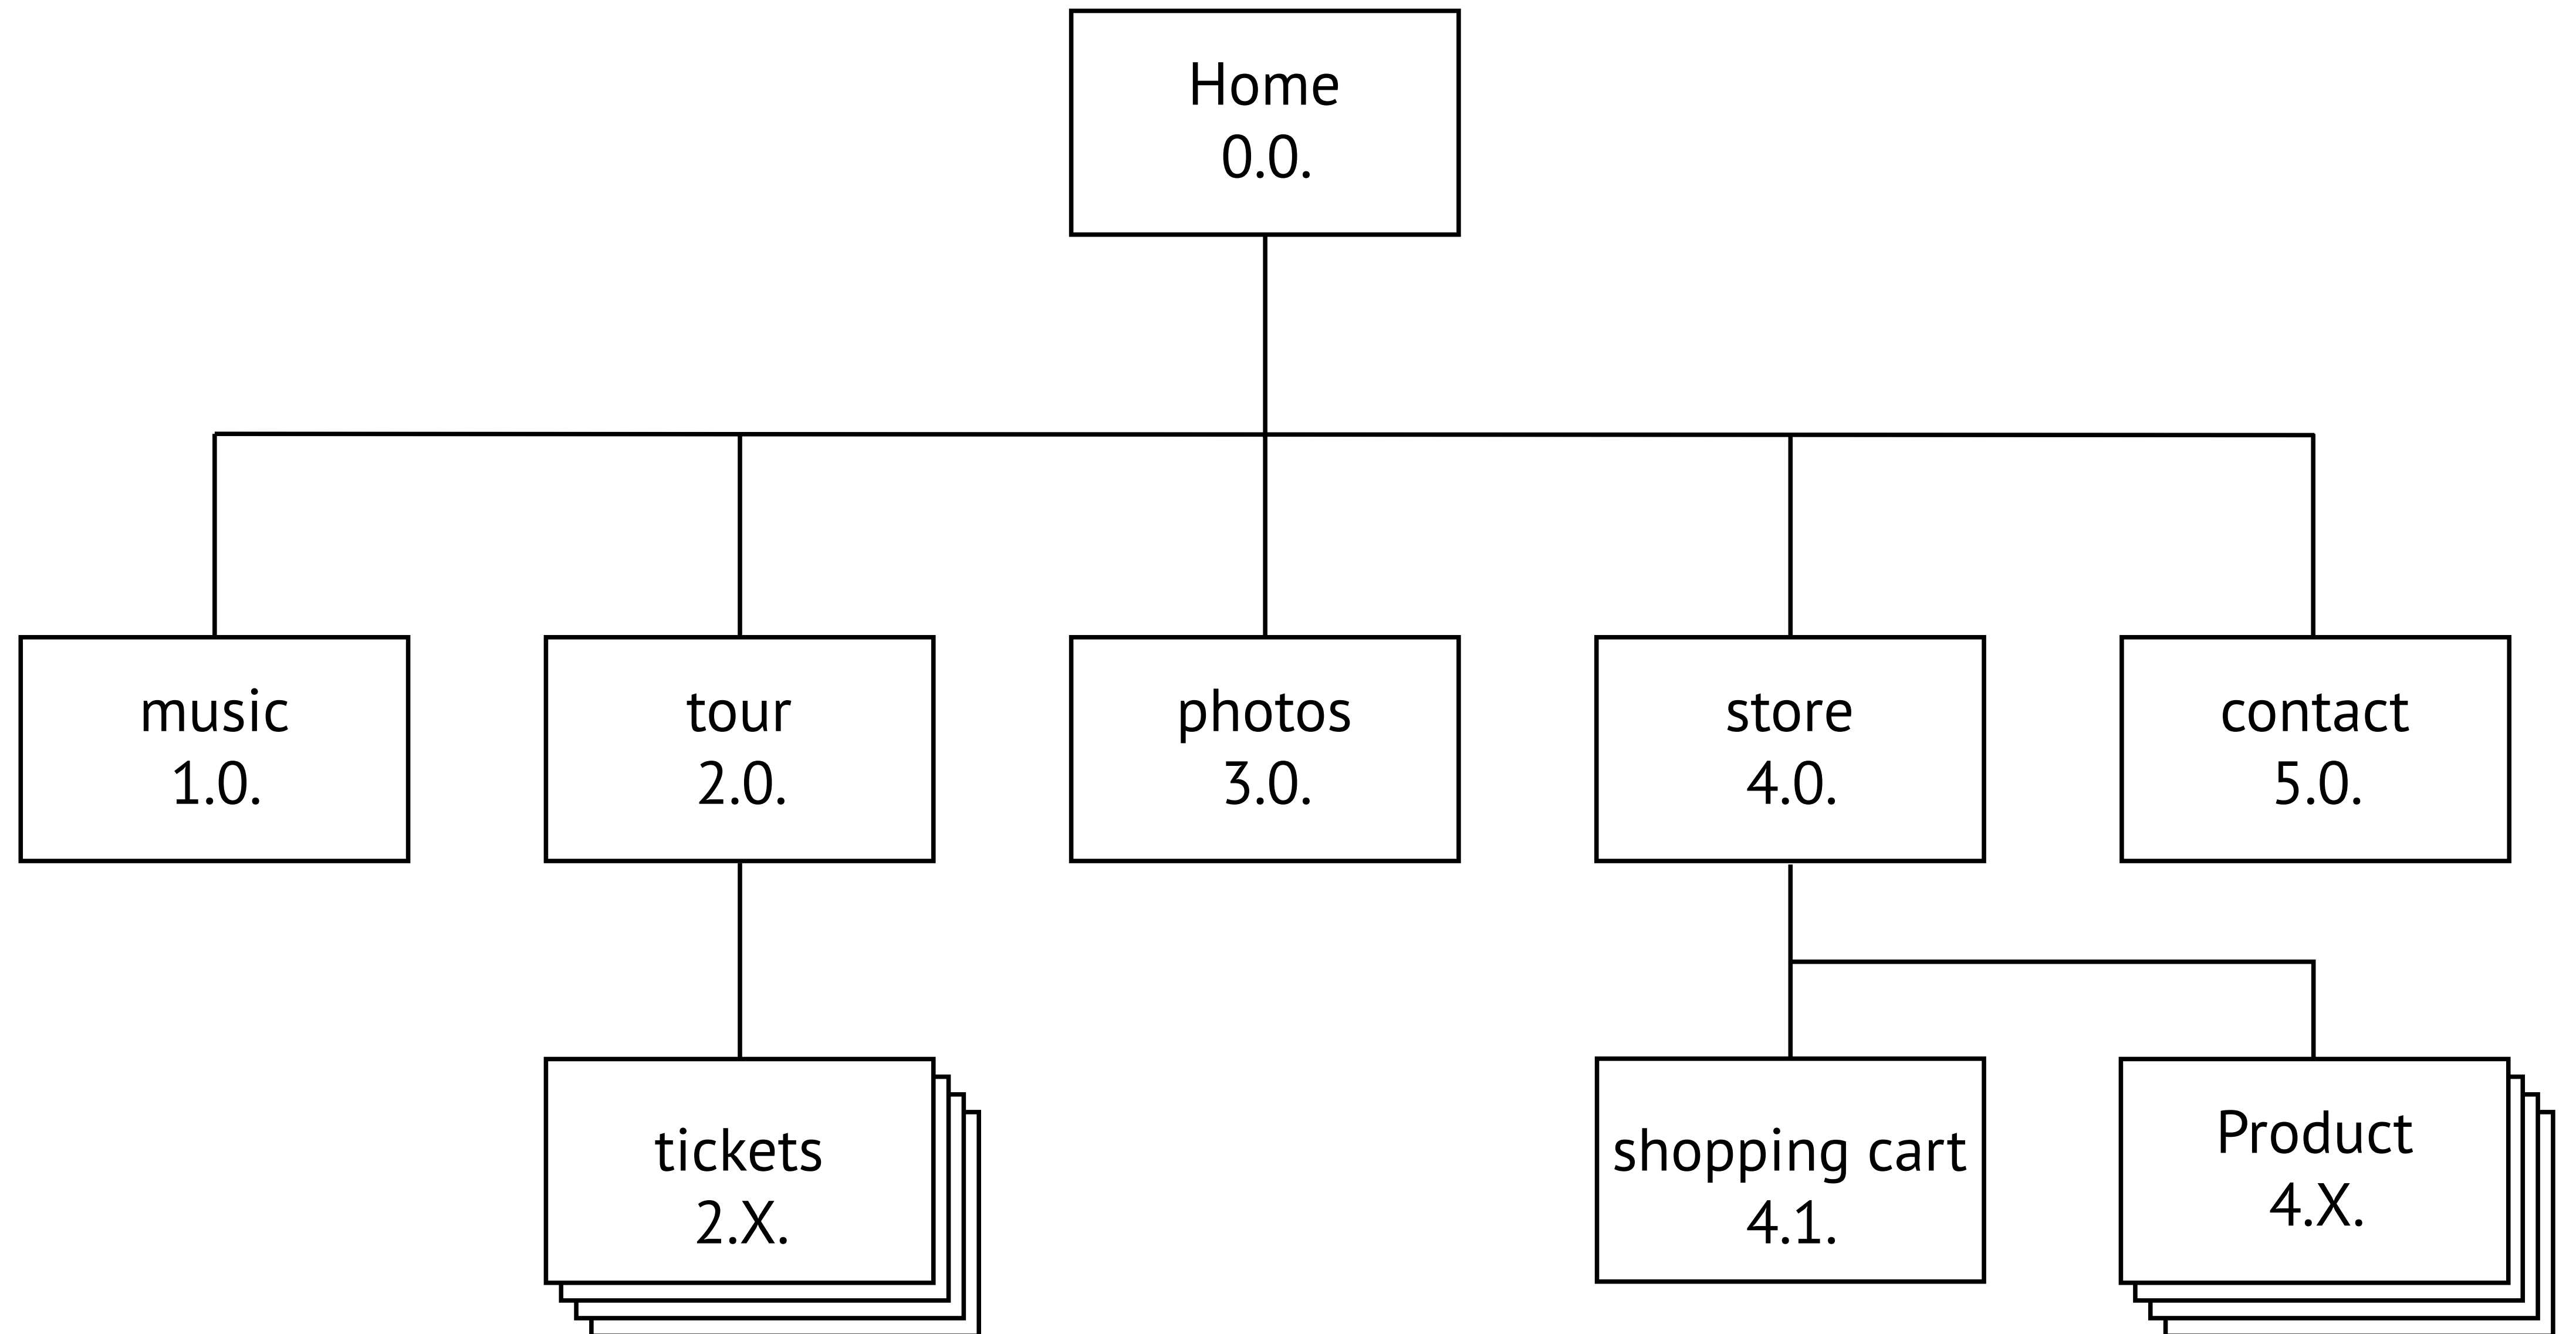 Home
0.0.
music
1.0.
tour
2.0.
photos
3.0.
store
4.0.
contact
5.0.
tickets
2.X.
shopping cart
4.1.
Product
4.X.